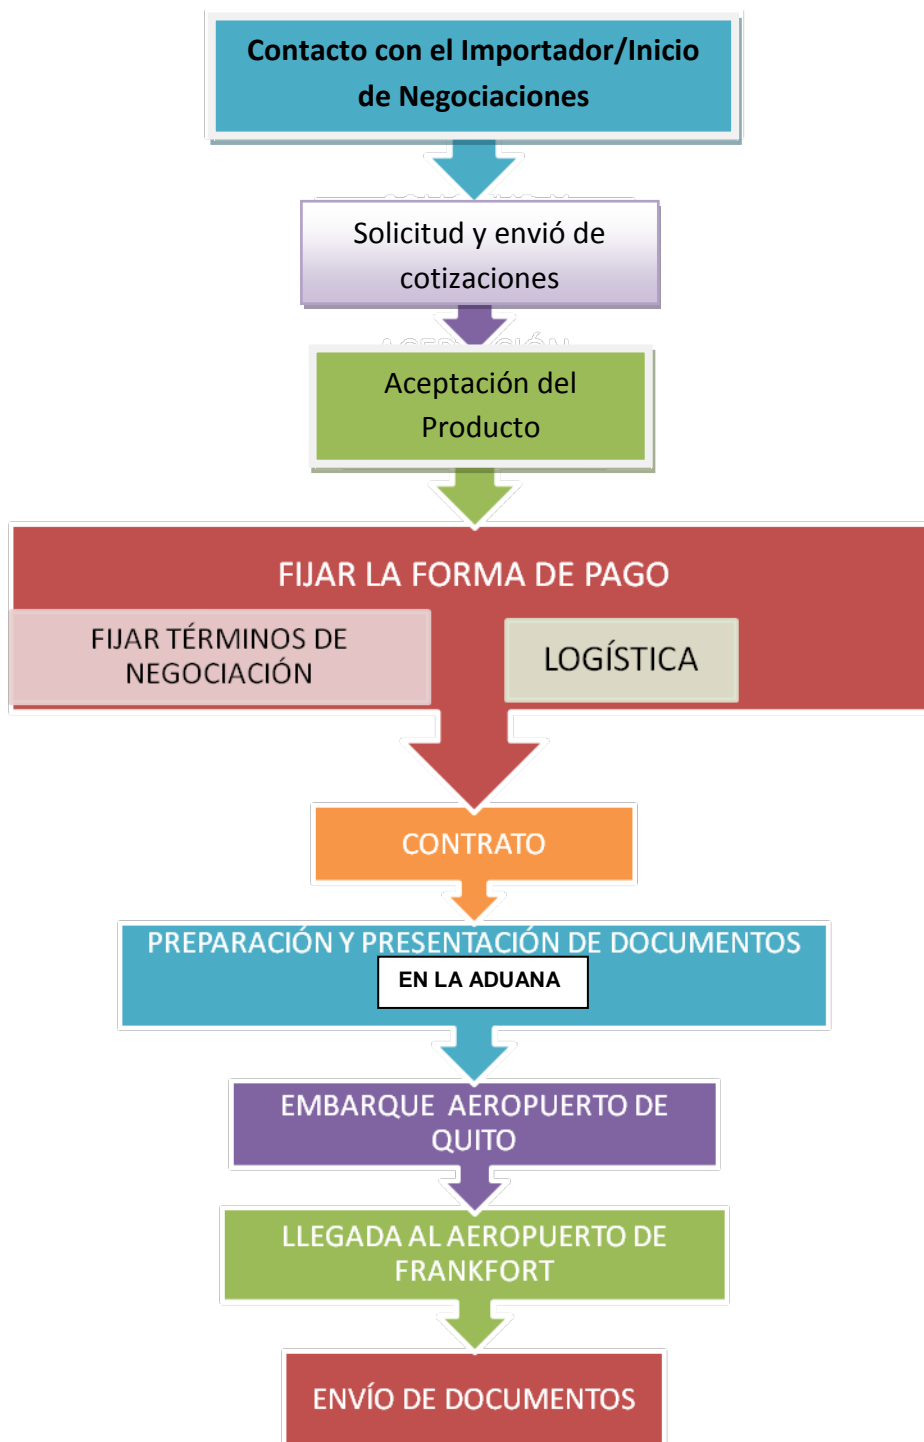 Contacto con el Importador/Inicio
de Negociaciones
Solicitud y envió de
cotizaciones
Aceptación del
Producto
FIJAR LA FORMA DE PAGO
FIJAR TÉRMINOS DE
NEGOCIACIÓN
LOGÍSTICA
CONTRATO
PREPARACIÓN Y PRESENTACIÓN DE DOCUMENTOS
EN LA ADUANA
EMBARQUE AEROPUERTO DE
QUITO
LLEGADA AL AEROPUERTO DE
FRANKFORT
ENVÍO DE DOCUMENTOS